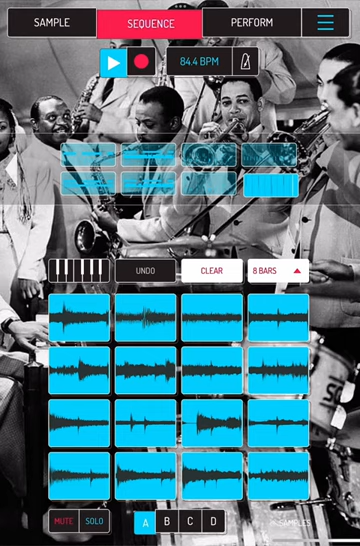 SAMPLE SEQUENCE PERFORM
84.4 BPM
UNDO CLEAR 8 BARS
MUTE SOLO A B C D SAMPLES